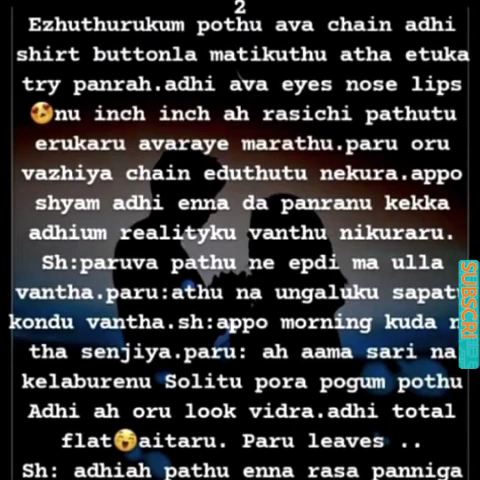 2
Ezhuthurukum pothu ava chain adhi
shirt buttonla matikuthu atha etuka
try panrah.adhi ava eyes nose lips
😍nu inch inch ah rasichi pathutu
erukaru avaraye marathu.paru oru
vazhiya chain eduthutu nekura.appo
shyam adhi enna da panranu kekka
adhium realityku vanthu nikuraru.
Sh:paruva pathu ne epdi ma ulla
vantha.paru:athu na ungaluku
kondu vantha.sh:appo morning kuda
tha senjiya.paru: ah aama sari na
kelaburenu Solitu pora pogum pothu
Adhi ah oru look vidra.adhi total
flat😜aitaru. Paru leaves ..
Sh: adhiah pathu enna rasa panniga
SUBSCRI